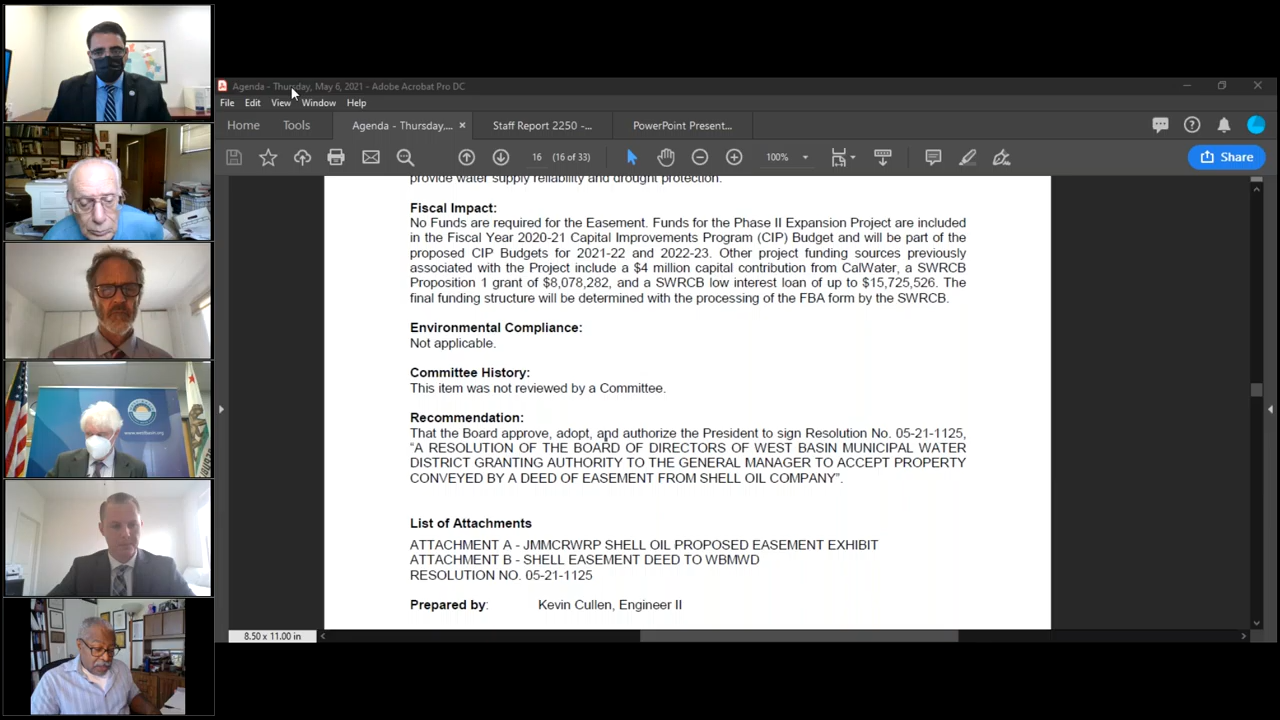 Agenda - Thursday, May 6, 2021 - Adobe Acrobat Pro DC
File Edit View Window Help
Home Tools Agenda - Thursday,... × Staff Report 2250 -... PowerPoint Present...
16 (16 of 33) 100% Share
provide water supply reliability and drought protection.
Fiscal Impact:
No Funds are required for the Easement. Funds for the Phase II Expansion Project are included
in the Fiscal Year 2020-21 Capital Improvements Program (CIP) Budget and will be part of the
proposed CIP Budgets for 2021-22 and 2022-23. Other project funding sources previously
associated with the Project include a $4 million capital contribution from CalWater, a SWRCB
Proposition 1 grant of $8,078,282, and a SWRCB low interest loan of up to $15,725,526. The
final funding structure will be determined with the processing of the FBA form by the SWRCB.
Environmental Compliance:
Not applicable.
Committee History:
This item was not reviewed by a Committee.
Recommendation:
That the Board approve, adopt, and authorize the President to sign Resolution No. 05-21-1125,
“A RESOLUTION OF THE BOARD OF DIRECTORS OF WEST BASIN MUNICIPAL WATER
DISTRICT GRANTING AUTHORITY TO THE GENERAL MANAGER TO ACCEPT PROPERTY
CONVEYED BY A DEED OF EASEMENT FROM SHELL OIL COMPANY”.
List of Attachments
ATTACHMENT A - JMMCRWRP SHELL OIL PROPOSED EASEMENT EXHIBIT
ATTACHMENT B - SHELL EASEMENT DEED TO WBMWD
RESOLUTION NO. 05-21-1125
Prepared by: Kevin Cullen, Engineer II
8.50 x 11.00 in
www.westbasin.org